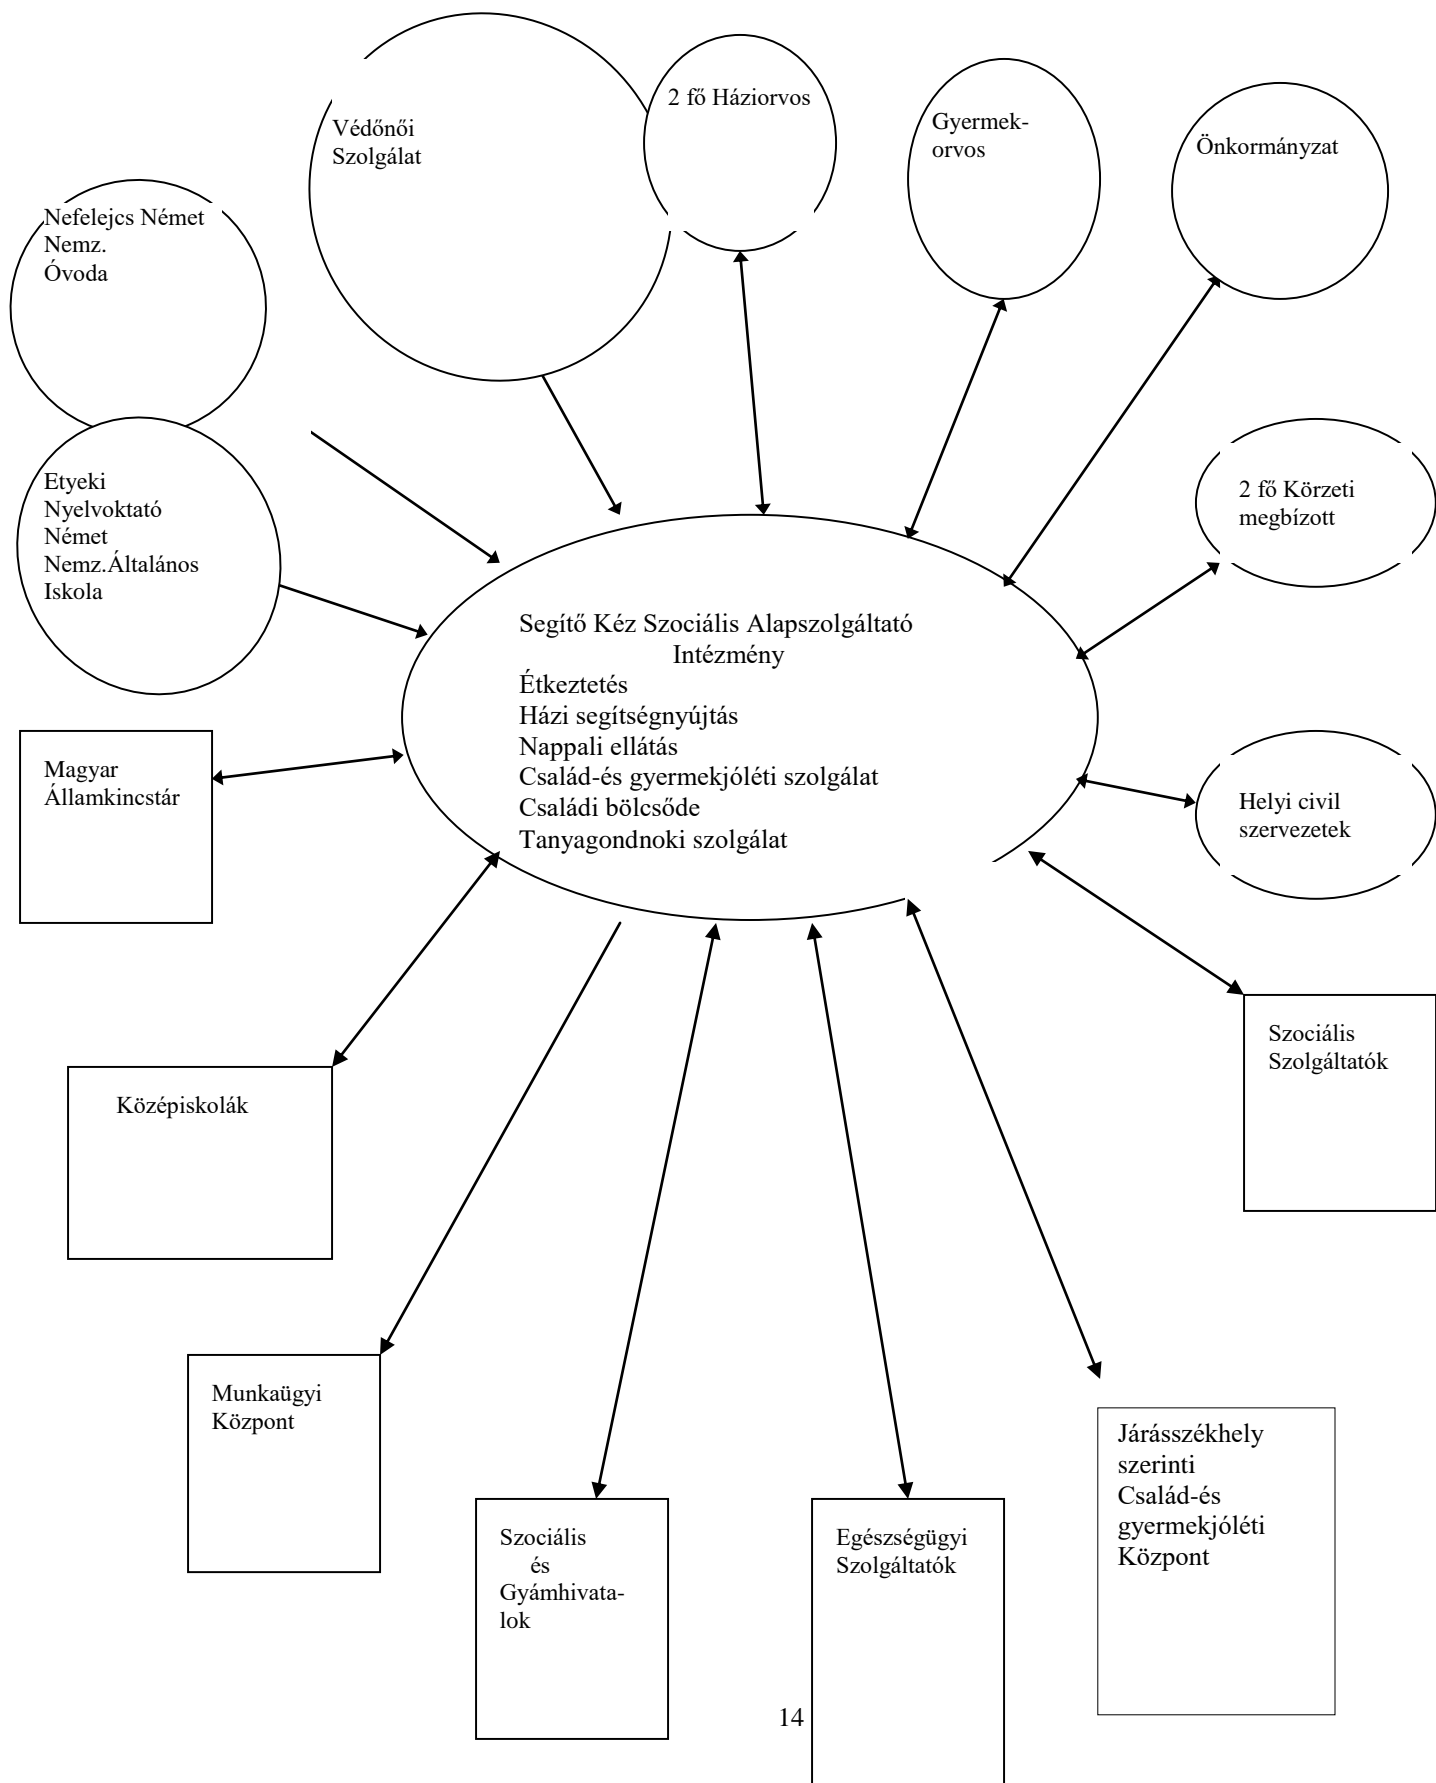 2 fő Háziorvos
Védőnői
Szolgálat
Gyermek-
orvos
Önkormányzat
Nefelejcs Német
Nemz.
Óvoda
Etyeki
Nyelvoktató
Német
Nemz.Általános
Iskola
2 fő Körzeti
megbízott
Segítő Kéz Szociális Alapszolgáltató
Intézmény
Étkeztetés
Házi segítségnyújtás
Nappali ellátás
Család-és gyermekjóléti szolgálat
Családi bölcsőde
Tanyagondnoki szolgálat
Magyar
Államkincstár
Helyi civil
szervezetek
Szociális
Szolgáltatók
Középiskolák
Munkaügyi
Központ
Szociális
és
Gyámhivata-
lok
Egészségügyi
Szolgáltatók
Járásszékhely
szerinti
Család-és
gyermekjóléti
Központ
14